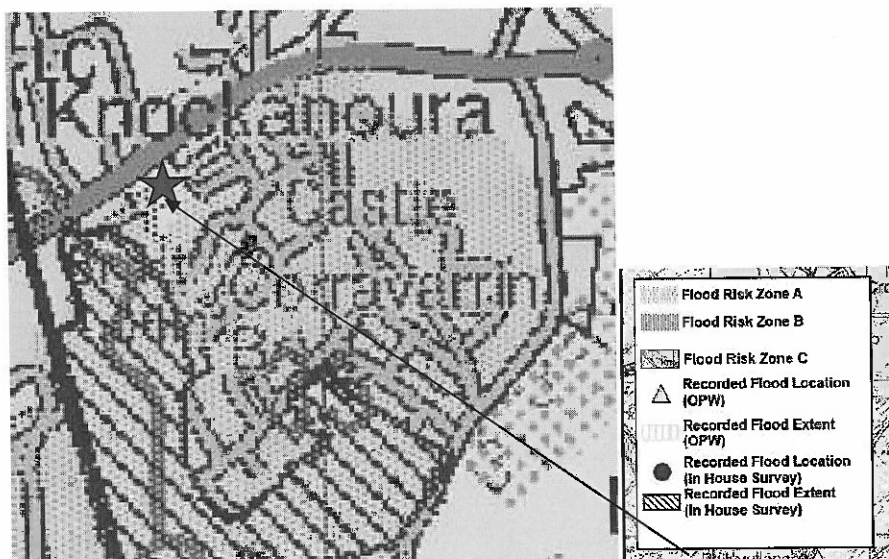 Knockanoura
Castle
Flood Risk Zone A
Flood Risk Zone B
Flood Risk Zone C
Recorded Flood Location
(OPW)
Recorded Flood Extent
(OPW)
Recorded Flood Location
(In House Survey)
Recorded Flood Extent
(In House Survey)